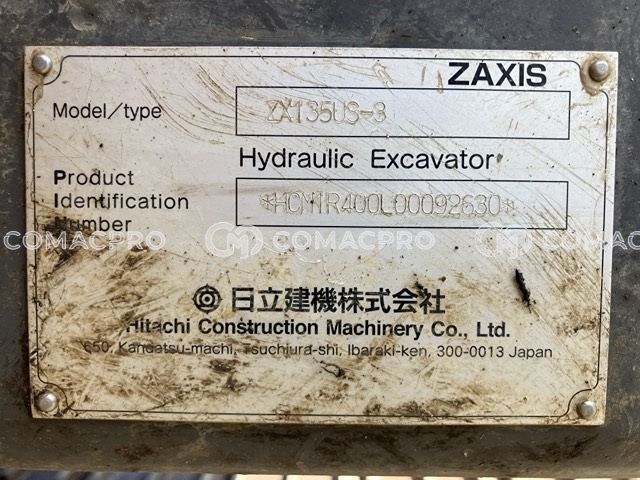 ZAXIS
Model/type ZX135US-3
Hydraulic Excavator
Product
Identification *HCM1R400L00092630*
Number
COMACPRO COMACPRO COMACPRO
日立建機株式会社
Hitachi Construction Machinery Co., Ltd.
650, Kandatsu-machi, Tsuchiura-shi, Ibaraki-ken, 300-0013 Japan